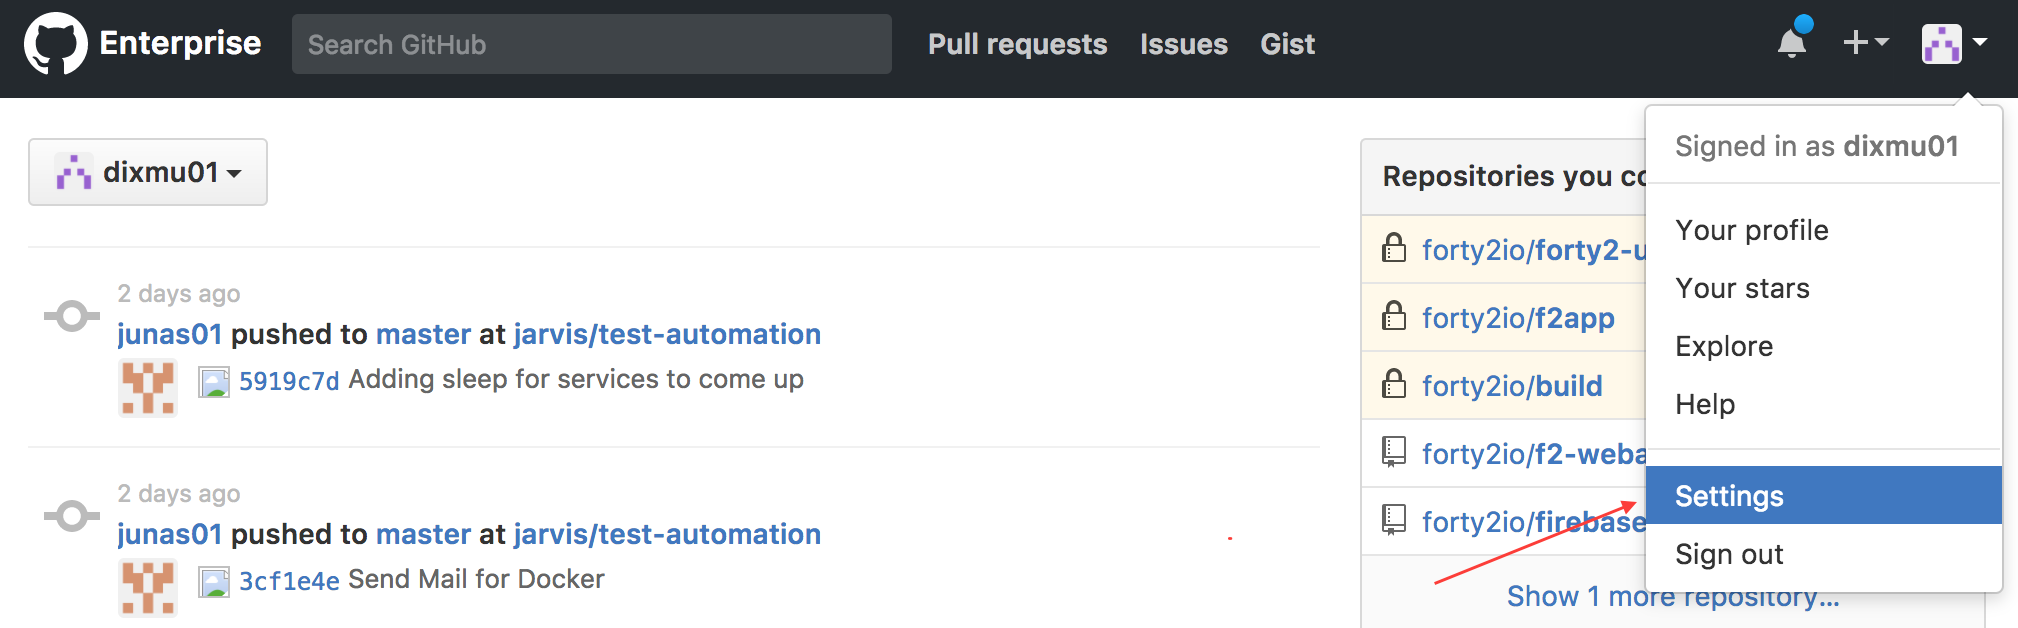 Enterprise
Search GitHub
Pull requests Issues Gist
dixmu01
2 days ago
junas01 pushed to master at jarvis/test-automation
5919c7d Adding sleep for services to come up
2 days ago
junas01 pushed to master at jarvis/test-automation
3cf1e4e Send Mail for Docker
Repositories you co
forty2io/forty2-u
forty2io/f2app
forty2io/build
forty2io/f2-weba
forty2io/firebase
Show 1 more repository...
Signed in as dixmu01
Your profile
Your stars
Explore
Help
Settings
Sign out